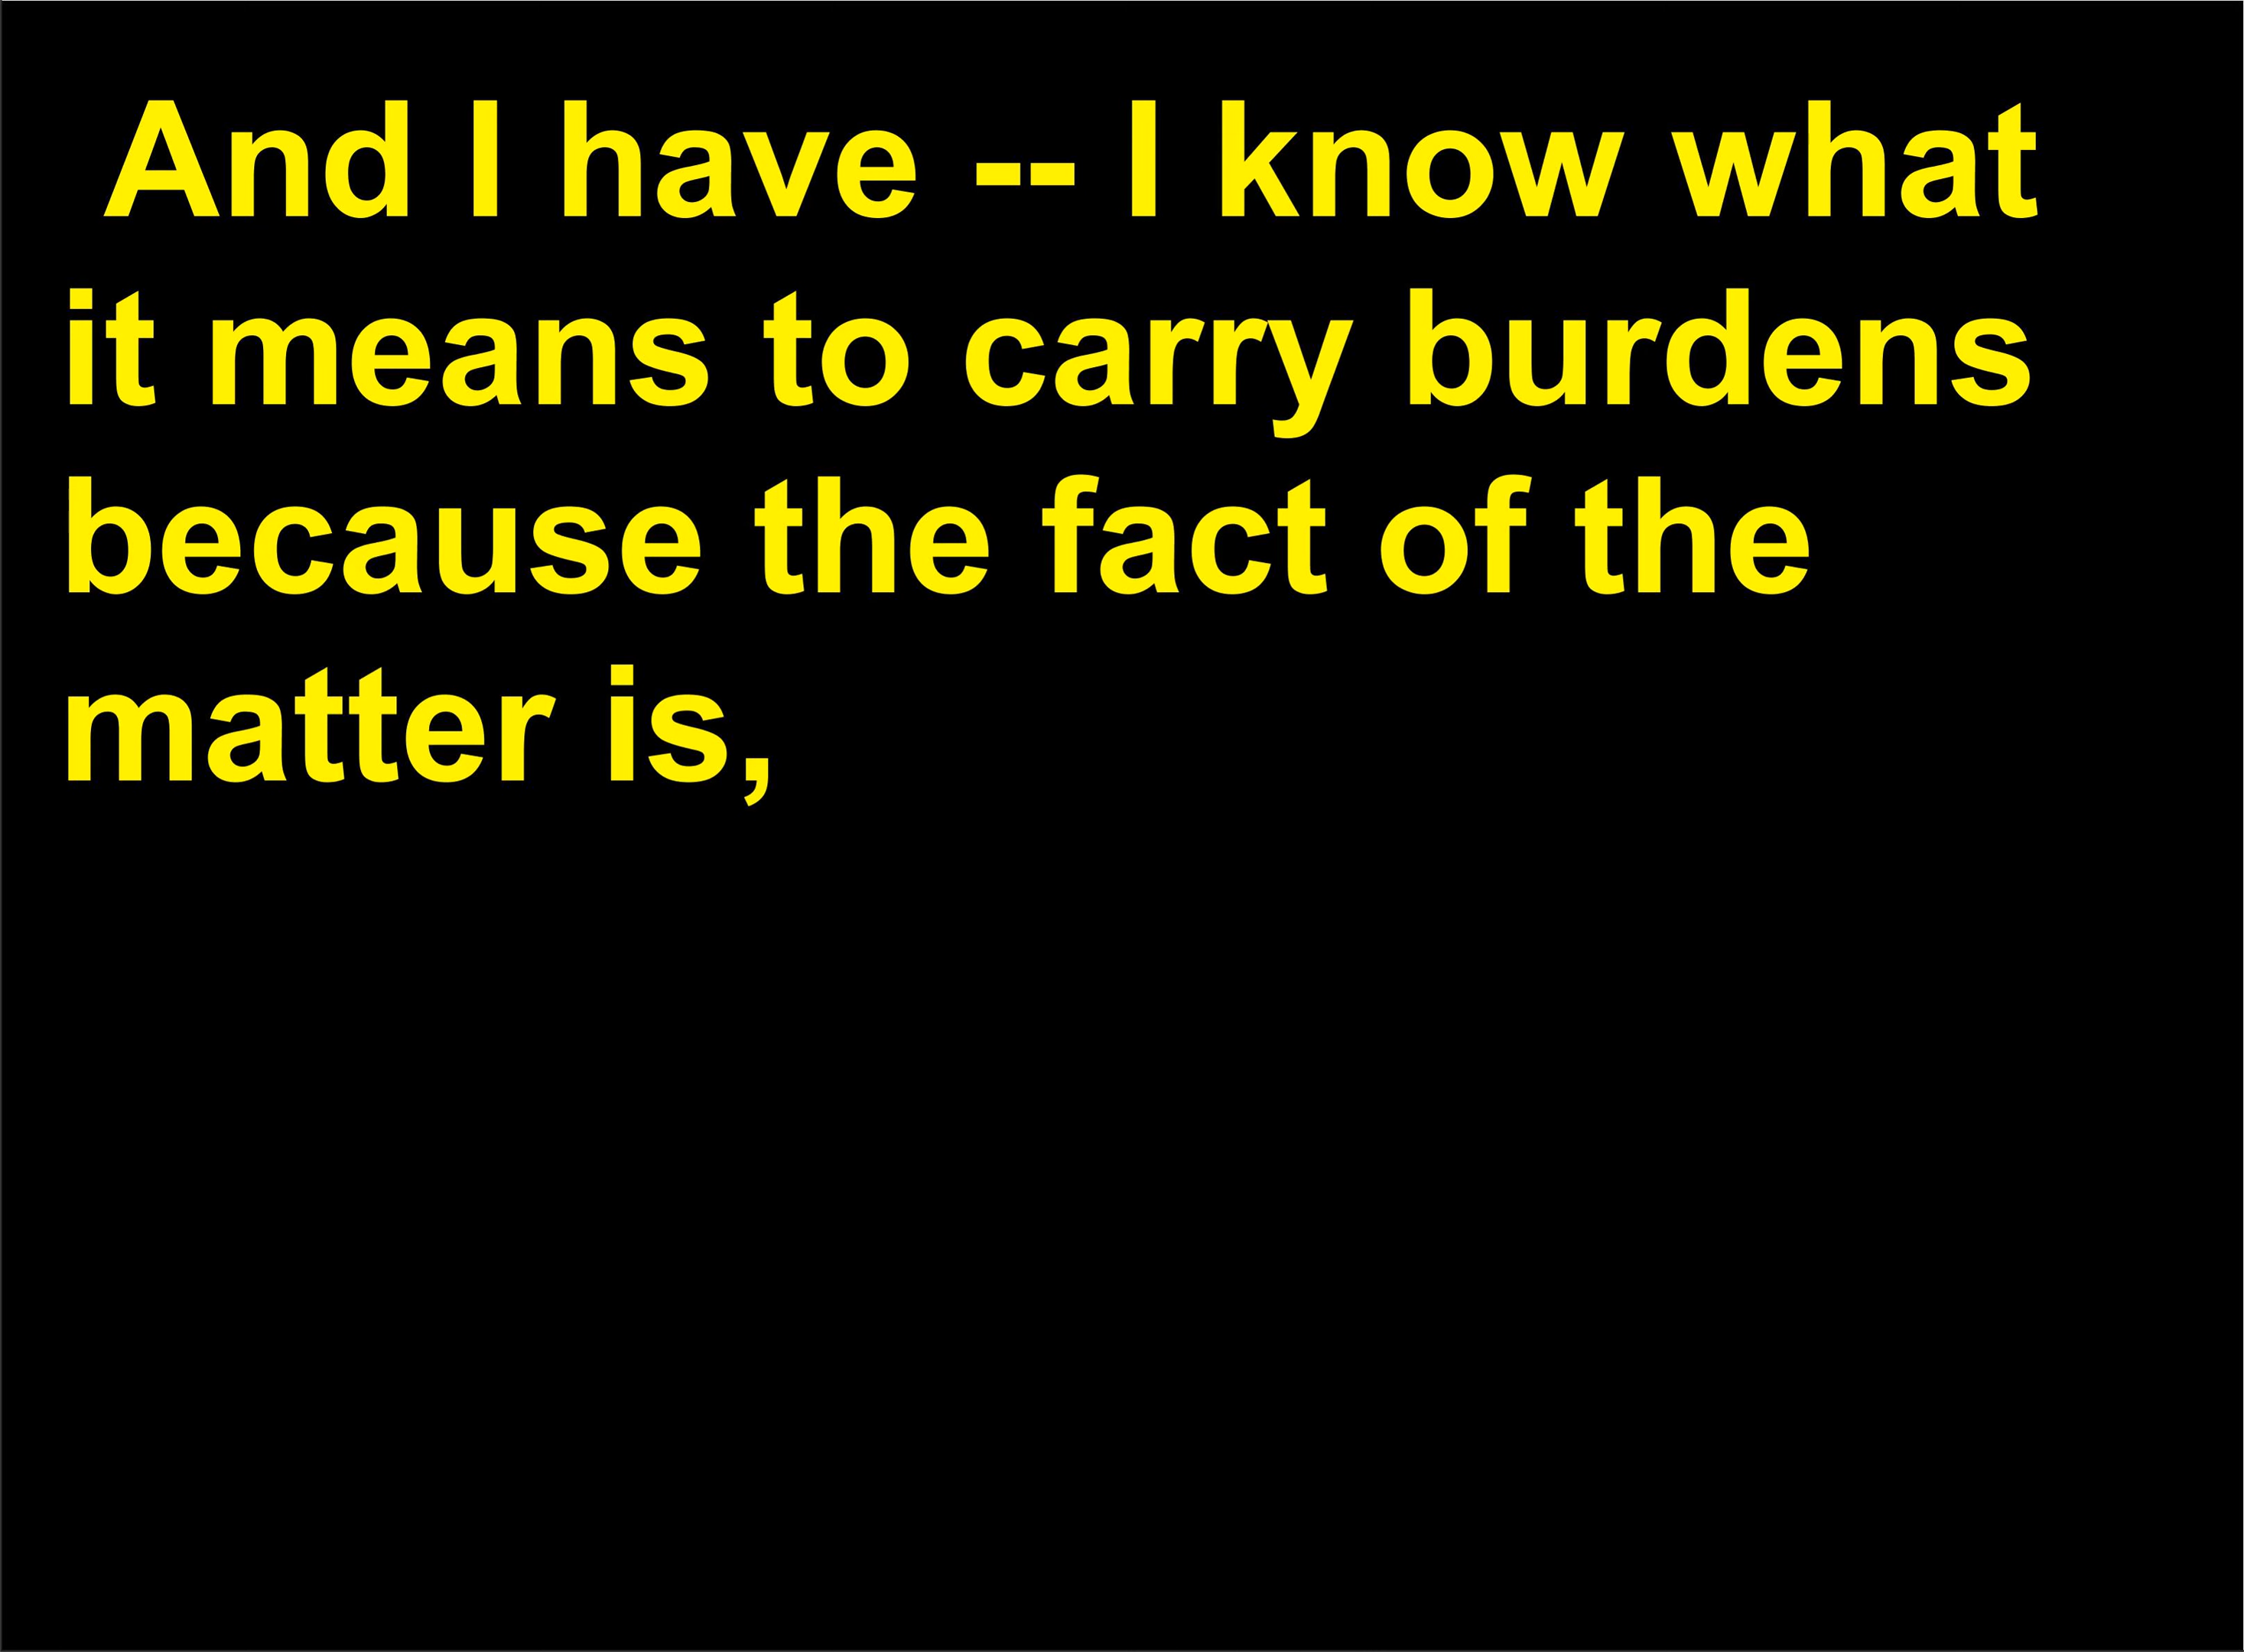 And I have -- I know what
it means to carry burdens
because the fact of the
matter is,